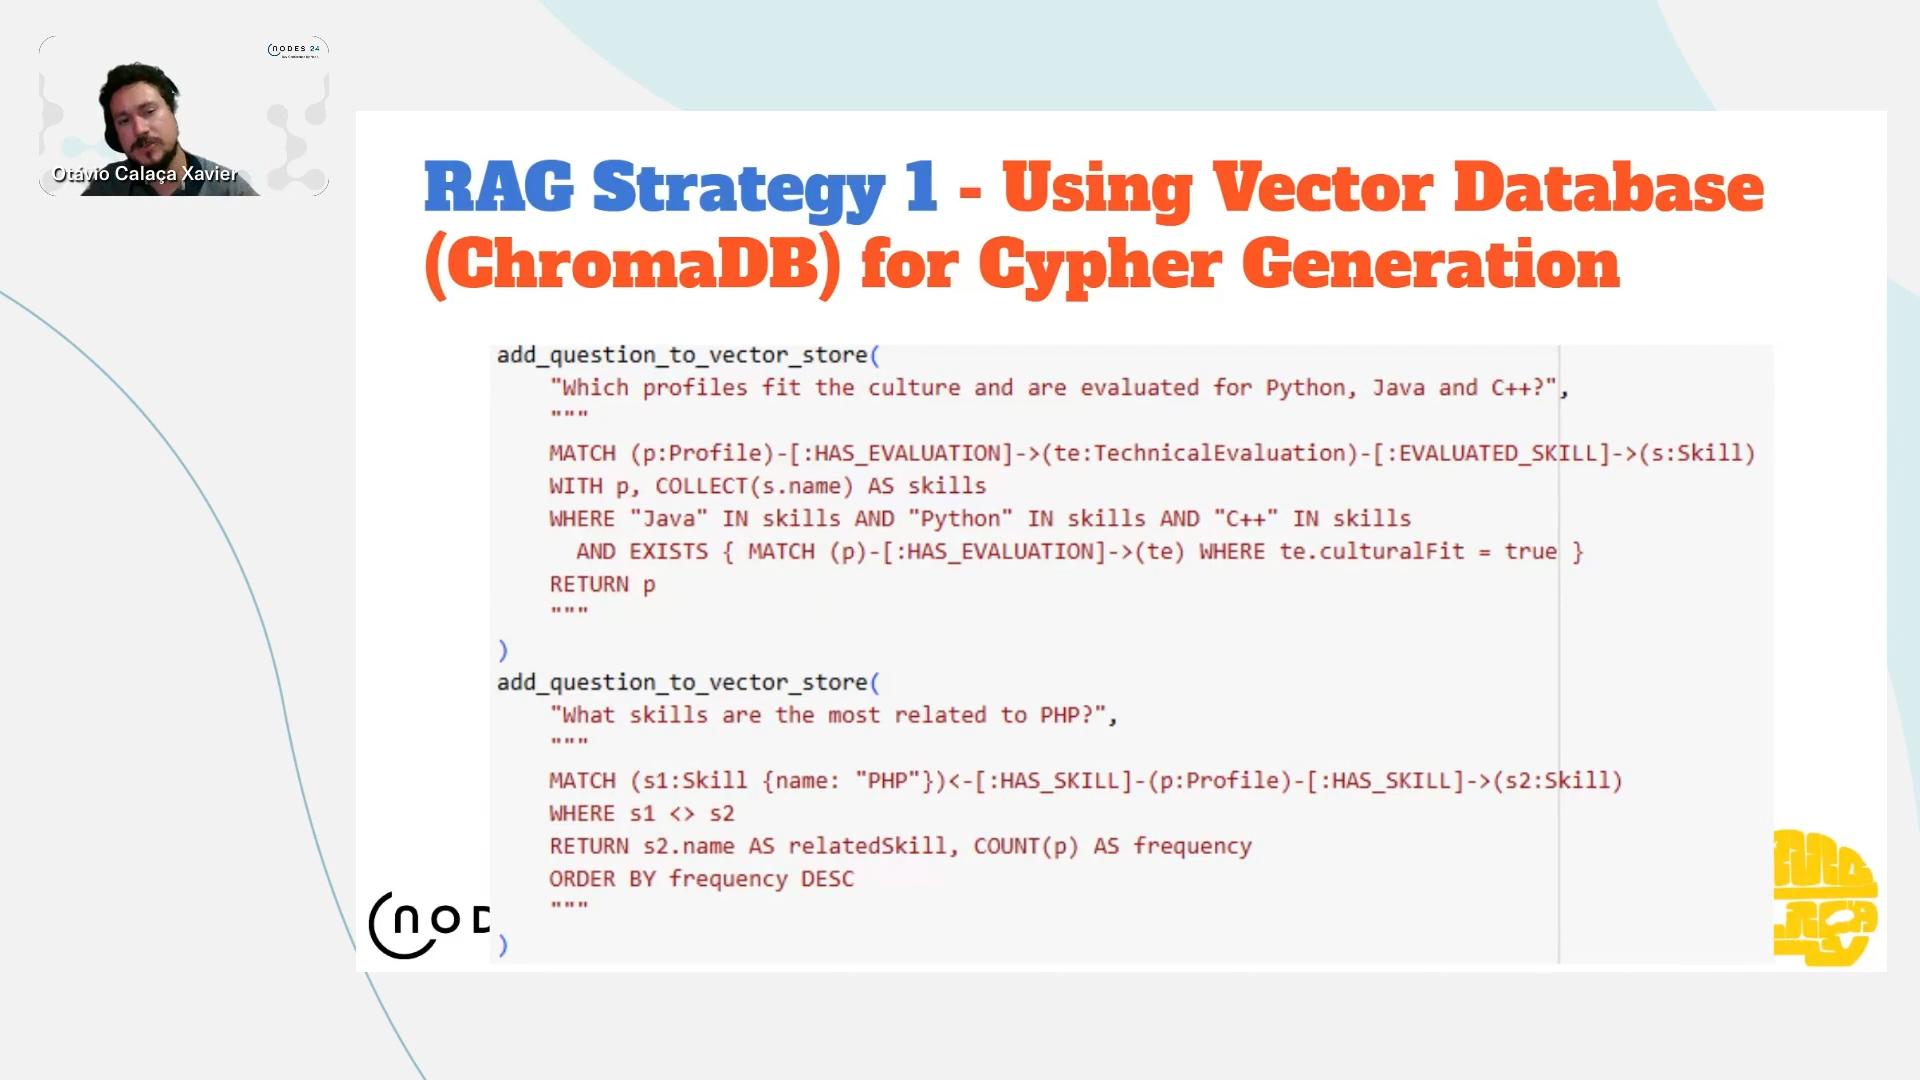 NODES 24
Otávio Calaça Xavier
RAG Strategy 1 - Using Vector Database
(ChromaDB) for Cypher Generation
add_question_to_vector_store(
"Which profiles fit the culture and are evaluated for Python, Java and C++?",
"""
MATCH (p:Profile)-[:HAS_EVALUATION]->(te:TechnicalEvaluation)-[:EVALUATED_SKILL]->(s:Skill)
WITH p, COLLECT(s.name) AS skills
WHERE "Java" IN skills AND "Python" IN skills AND "C++" IN skills
AND EXISTS { MATCH (p)-[:HAS_EVALUATION]->(te) WHERE te.culturalFit = true }
RETURN p
"""
)
add_question_to_vector_store(
"What skills are the most related to PHP?",
"""
MATCH (s1:Skill {name: "PHP"})<-[:HAS_SKILL]-(p:Profile)-[:HAS_SKILL]->(s2:Skill)
WHERE s1 <> s2
RETURN s2.name AS relatedSkill, COUNT(p) AS frequency
ORDER BY frequency DESC
"""
)
NOD